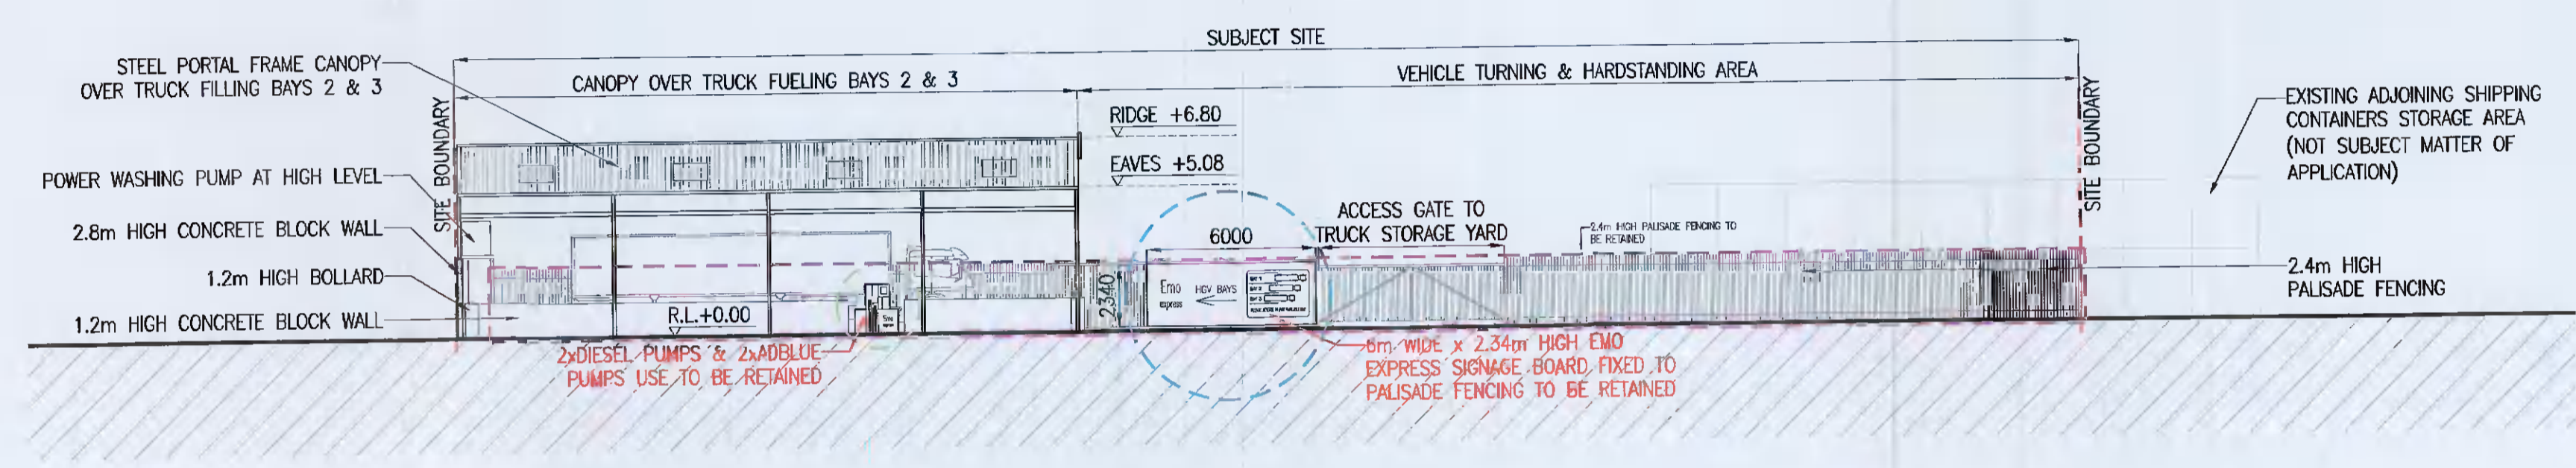 SUBJECT SITE
STEEL PORTAL FRAME CANOPY
OVER TRUCK FILLING BAYS 2 & 3
CANOPY OVER TRUCK FUELING BAYS 2 & 3
VEHICLE TURNING & HARDSTANDING AREA
SITE BOUNDARY
RIDGE +6.80
EAVES +5.08
SITE BOUNDARY
EXISTING ADJOINING SHIPPING
CONTAINERS STORAGE AREA
(NOT SUBJECT MATTER OF
APPLICATION)
POWER WASHING PUMP AT HIGH LEVEL
2.8m HIGH CONCRETE BLOCK WALL
1.2m HIGH BOLLARD
1.2m HIGH CONCRETE BLOCK WALL
R.L.+0.00
6000
2340
ACCESS GATE TO
TRUCK STORAGE YARD
2.4m HIGH PALISADE FENCING TO
BE RETAINED
Emo
express
HGV BAYS
2.4m HIGH
PALISADE FENCING
2xDIESEL PUMPS & 2xADBLUE
PUMPS USE TO BE RETAINED
6m WIDE x 2.34m HIGH EMO
EXPRESS SIGNAGE BOARD FIXED TO
PALISADE FENCING TO BE RETAINED